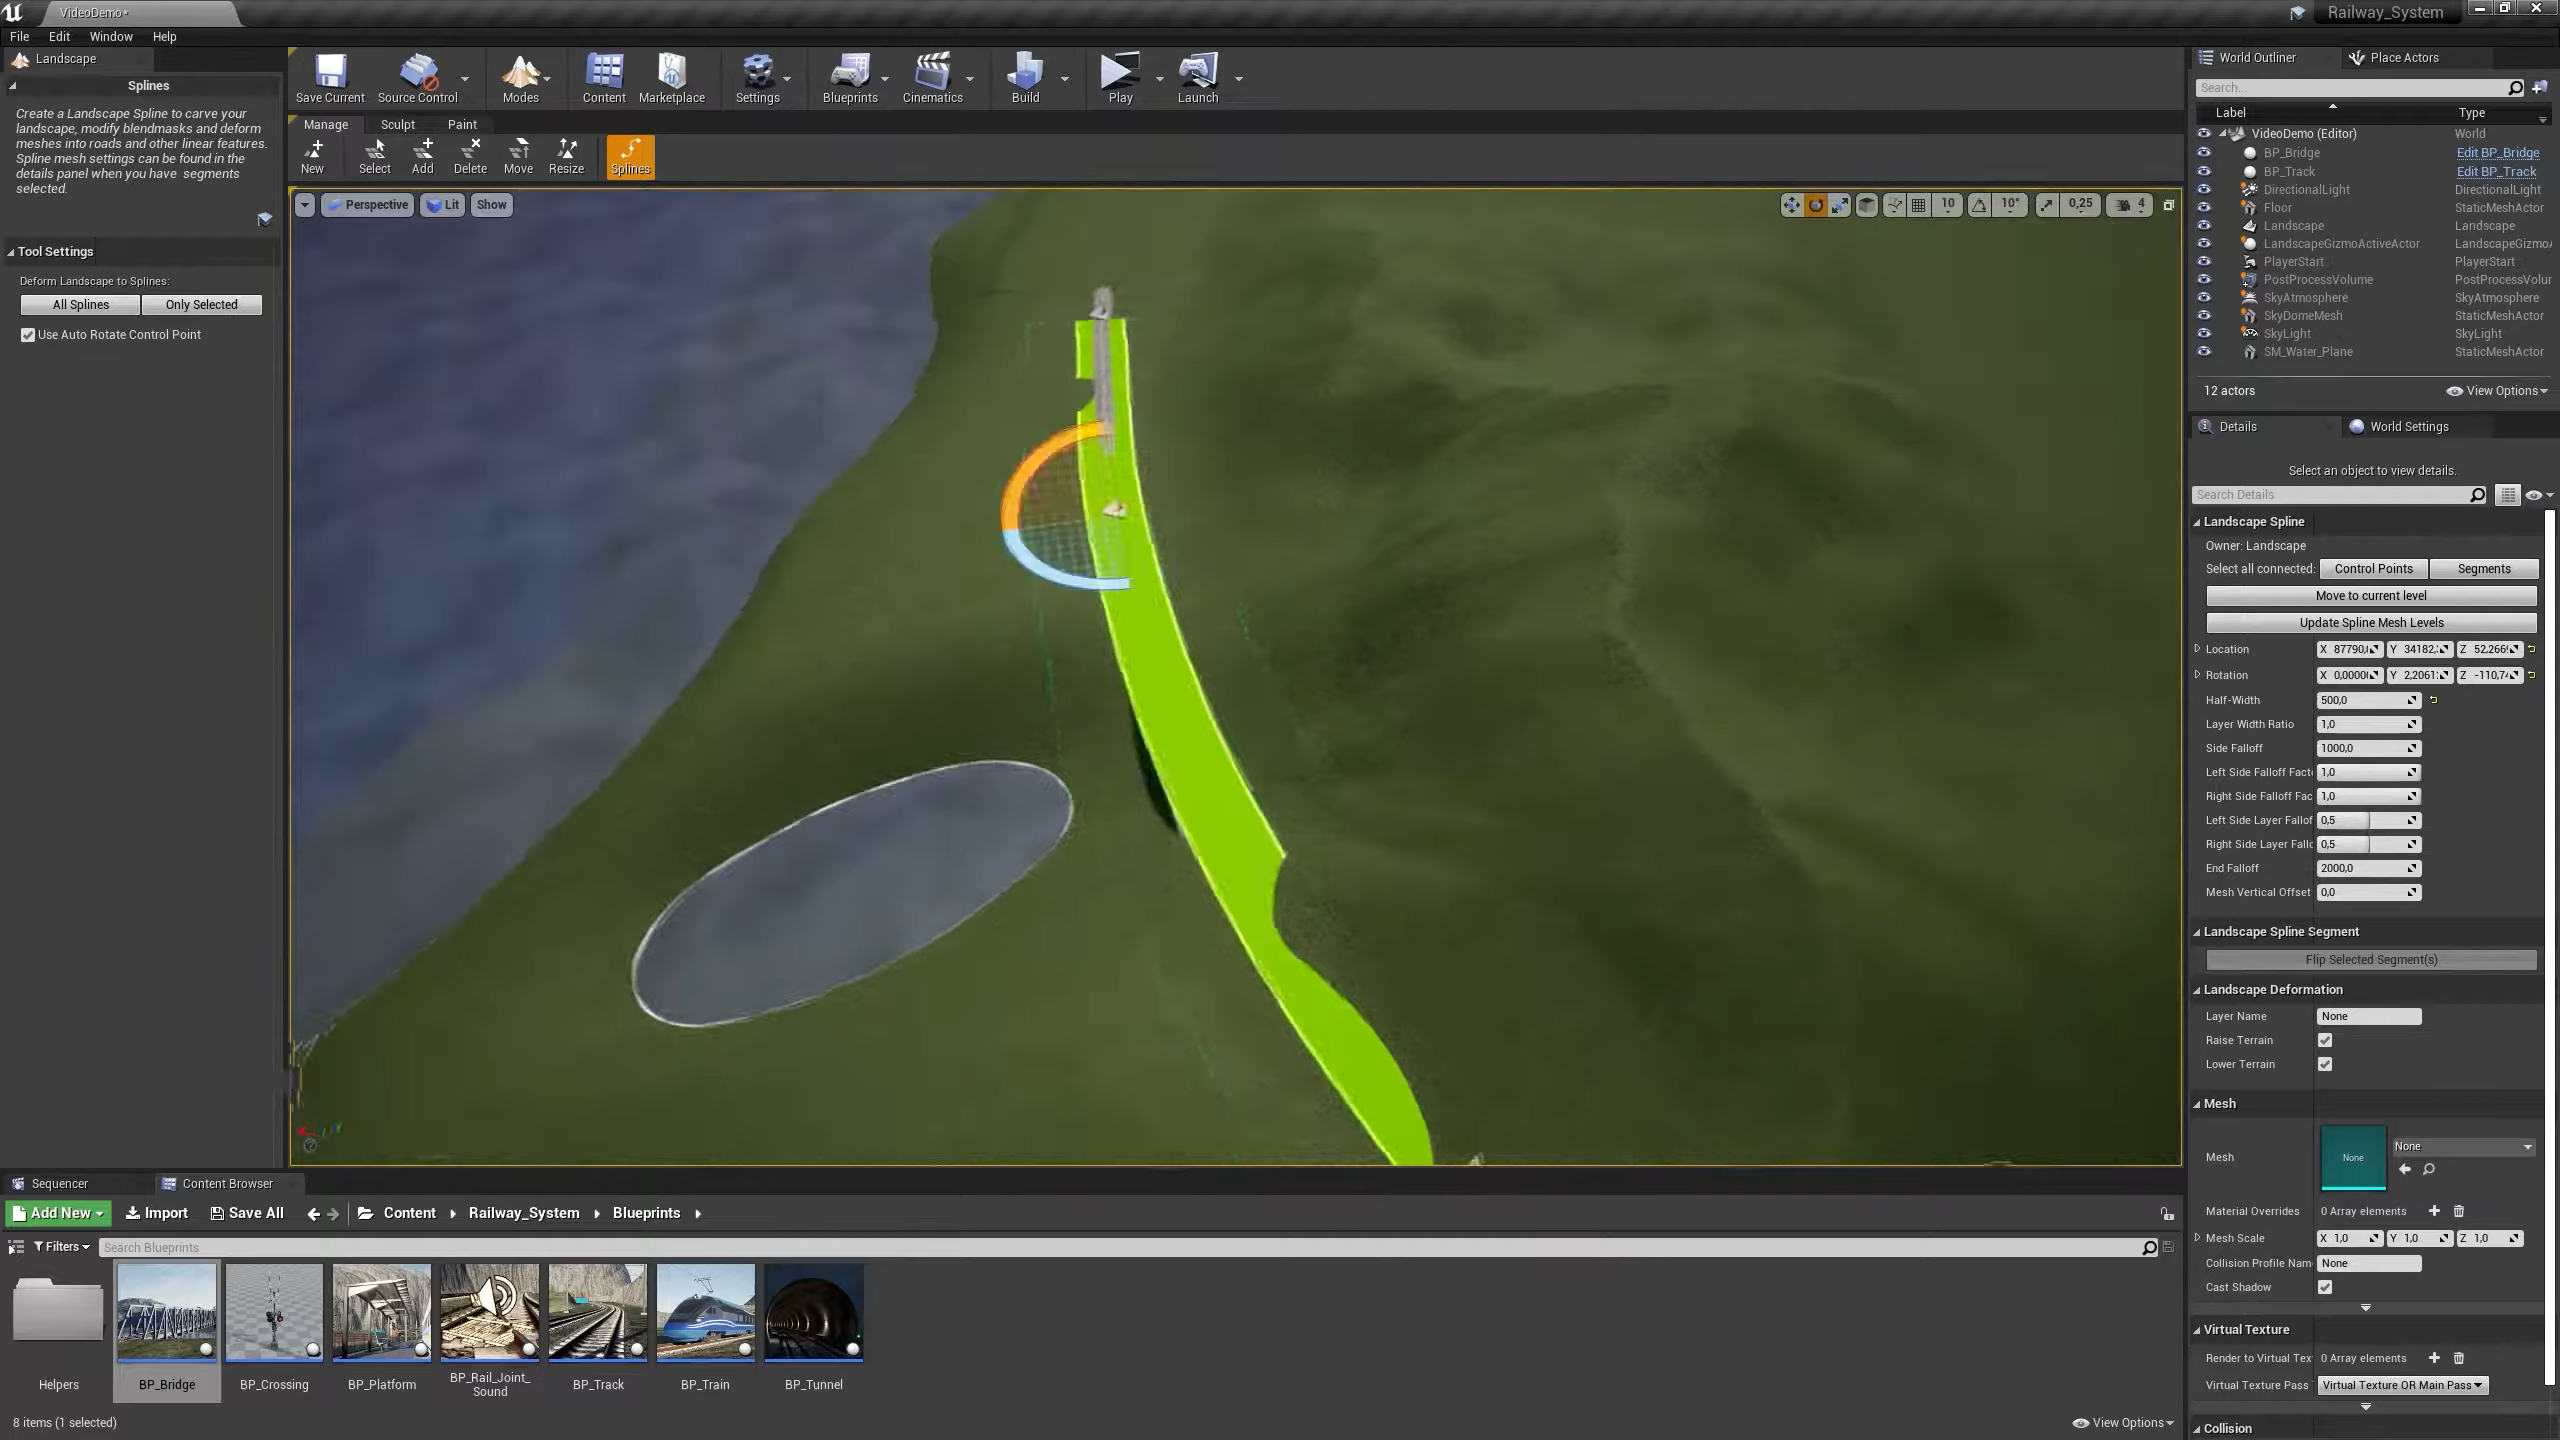 VideoDemo*
Railway_System
File Edit Window Help
Landscape
Splines
Create a Landscape Spline to carve your
landscape, modify blendmasks and deform
meshes into roads and other linear features.
Spline mesh settings can be found in the
details panel when you have segments
selected.
Tool Settings
Deform Landscape to Splines:
All Splines Only Selected
Use Auto Rotate Control Point
Save Current Source Control Modes Content Marketplace Settings Blueprints Cinematics Build Play Launch
Manage Sculpt Paint
New Select Add Delete Move Resize Splines
Perspective Lit Show
10 10° 0,25 4
World Outliner Place Actors
Search...
Label Type
VideoDemo (Editor) World
BP_Bridge Edit BP_Bridge
BP_Track Edit BP_Track
DirectionalLight DirectionalLight
Floor StaticMeshActor
Landscape Landscape
LandscapeGizmoActiveActor LandscapeGizmo
PlayerStart PlayerStart
PostProcessVolume PostProcessVolur
SkyAtmosphere SkyAtmosphere
SkyDomeMesh StaticMeshActor
SkyLight SkyLight
SM_Water_Plane StaticMeshActor
12 actors View Options
Details World Settings
Select an object to view details.
Search Details
Landscape Spline
Owner: Landscape
Select all connected: Control Points Segments
Move to current level
Update Spline Mesh Levels
Location X 87790, Y 34182, Z 52,266
Rotation X 0,0000 Y 2,2061 Z -110,7
Half-Width 500,0
Layer Width Ratio 1,0
Side Falloff 1000,0
Left Side Falloff Fact 1,0
Right Side Falloff Fac 1,0
Left Side Layer Fallof 0,5
Right Side Layer Fall 0,5
End Falloff 2000,0
Mesh Vertical Offset 0,0
Landscape Spline Segment
Flip Selected Segment(s)
Landscape Deformation
Layer Name None
Raise Terrain
Lower Terrain
Mesh
Mesh None None
Material Overrides 0 Array elements
Mesh Scale X 1,0 Y 1,0 Z 1,0
Collision Profile Nam None
Cast Shadow
Virtual Texture
Render to Virtual Tex 0 Array elements
Virtual Texture Pass Virtual Texture OR Main Pass
Collision
Sequencer Content Browser
Add New Import Save All Content Railway_System Blueprints
Filters Search Blueprints
Helpers BP_Bridge BP_Crossing BP_Platform BP_Rail_Joint_ BP_Track BP_Train BP_Tunnel
Sound
8 items (1 selected) View Options